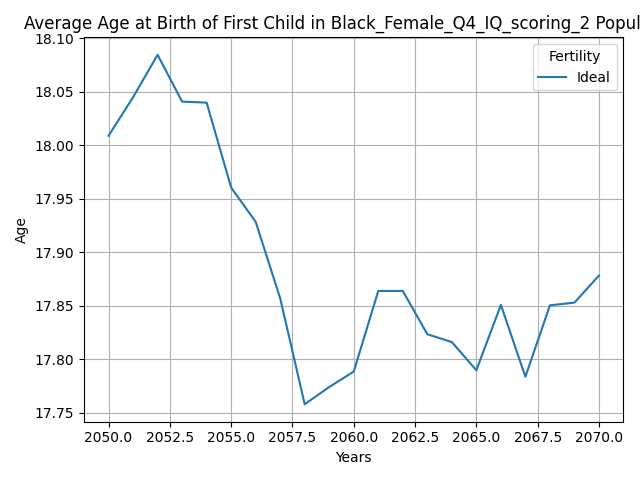 Average Age at Birth of First Child in Black_Female_Q4_IQ_scoring_2 Popul
18.10
18.05
18.00
17.95
17.90
17.85
17.80
17.75
Age
Fertility
Ideal
2050.0 2052.5 2055.0 2057.5 2060.0 2062.5 2065.0 2067.5 2070.0
Years